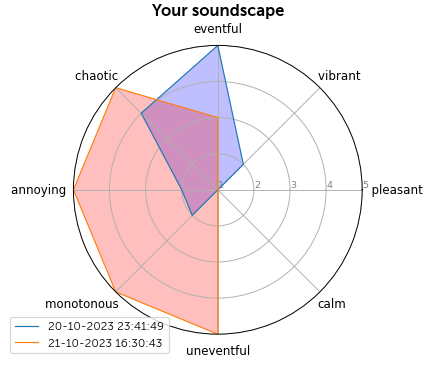 Your soundscape
eventful
chaotic
vibrant
annoying
1
2
3
4
5
pleasant
monotonous
calm
20-10-2023 23:41:49
21-10-2023 16:30:43
uneventful